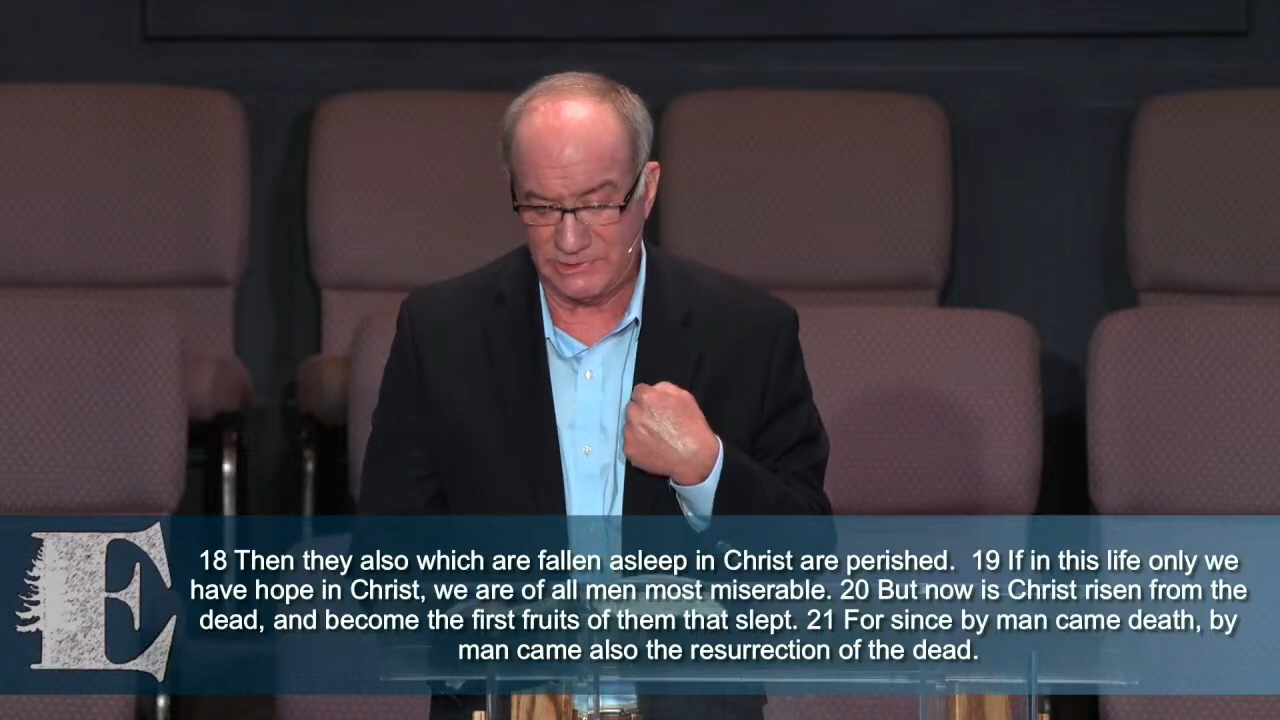 E
18 Then they also which are fallen asleep in Christ are perished.  19 If in this life only we
have hope in Christ, we are of all men most miserable. 20 But now is Christ risen from the
dead, and become the first fruits of them that slept. 21 For since by man came death, by
man came also the resurrection of the dead.